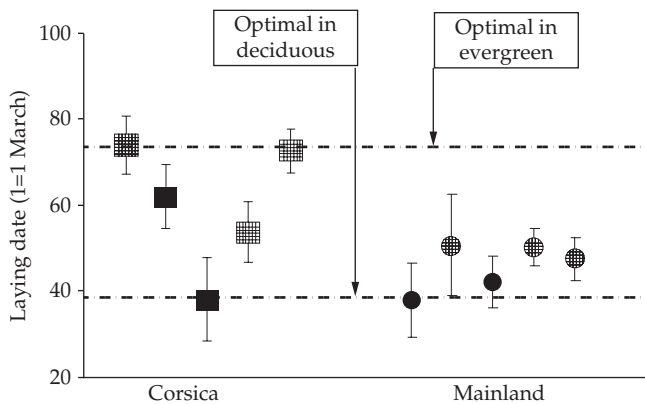 Optimal in
deciduous
Optimal in
evergreen
Laying date (1=1 March)
100
80
60
40
20
Corsica
Mainland